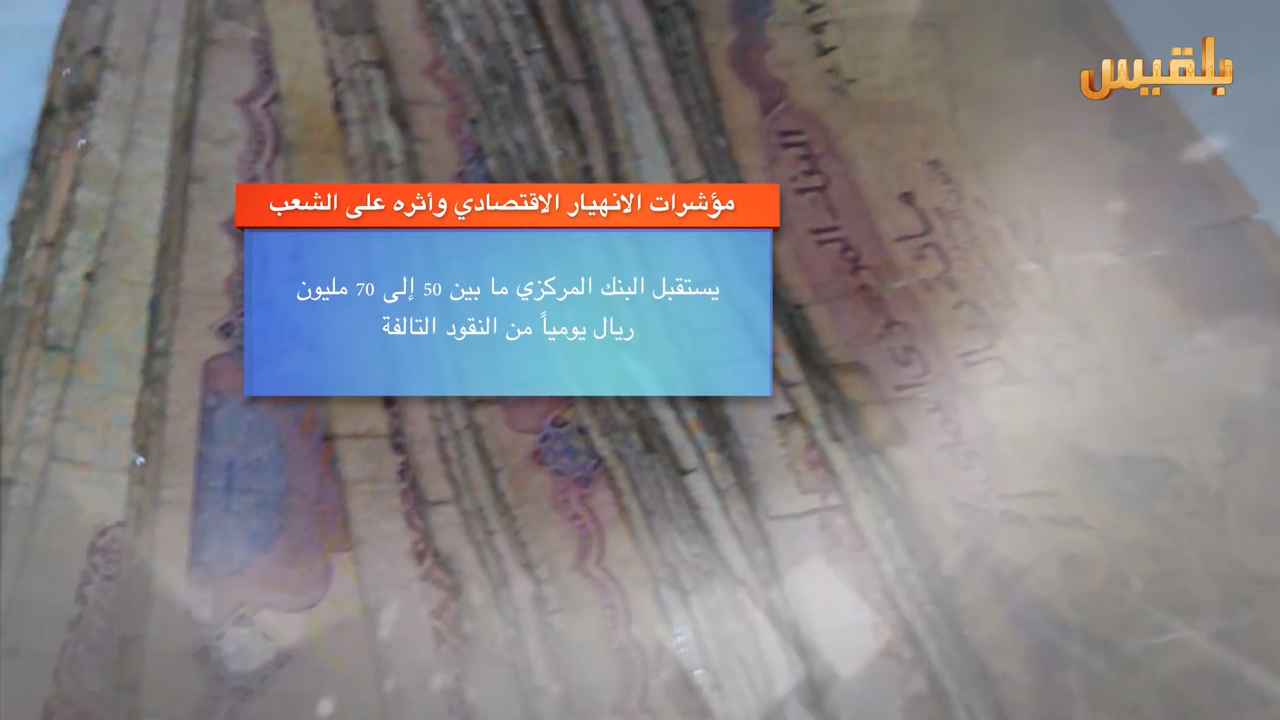 بلقيس
مؤشرات الانهيار الاقتصادي وأثره على الشعب
يستقبل البنك المركزي ما بين 50 إلى 70 مليون
ريال يومياً من النقود التالفة